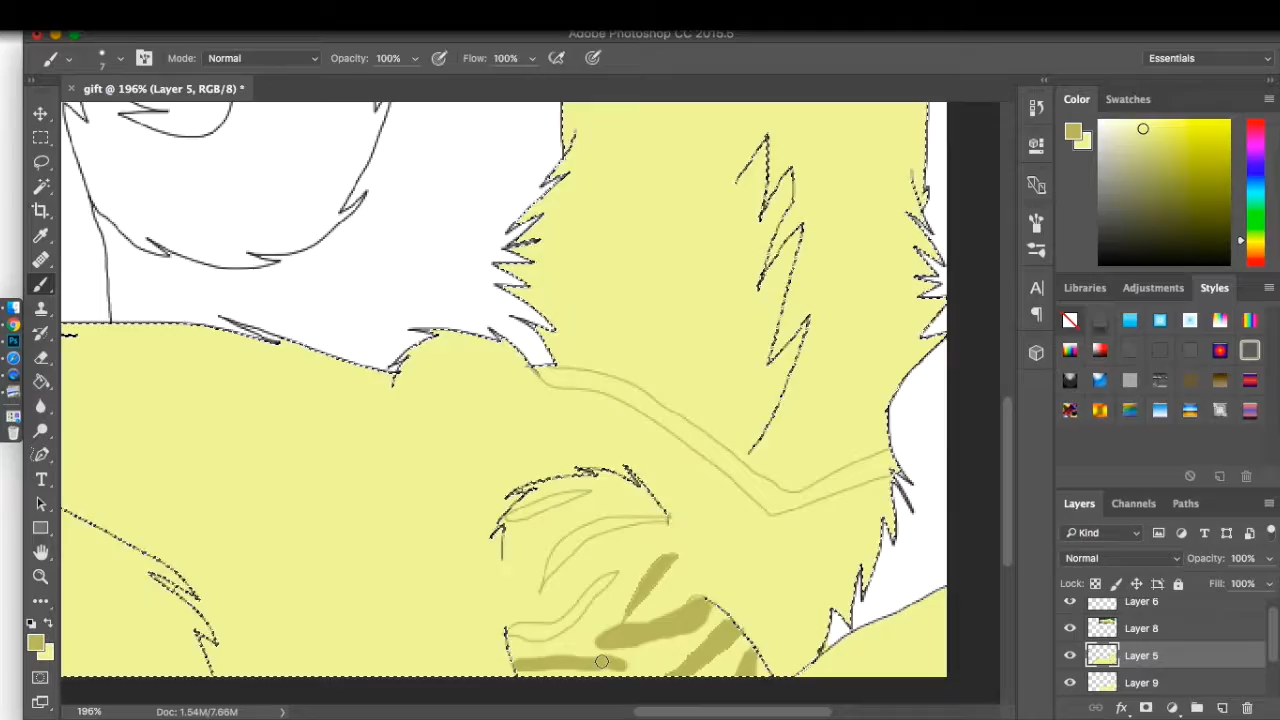 Adobe Photoshop CC 2015.5
7 Mode: Normal Opacity: 100% Flow: 100% Essentials
gift @ 196% (Layer 5, RGB/8) *
Color Swatches
Libraries Adjustments Styles
Layers Channels Paths
Kind
Normal Opacity: 100%
Lock: Fill: 100%
Layer 6
Layer 8
Layer 5
Layer 9
196% Doc: 1.54M/7.66M